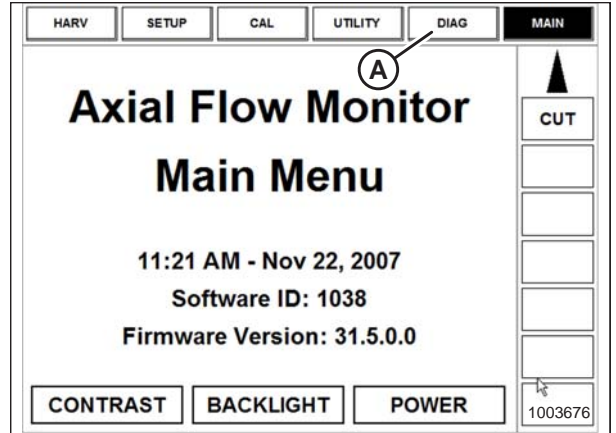 HARV SETUP CAL UTILITY DIAG MAIN
A
CUT
Axial Flow Monitor
Main Menu
11:21 AM - Nov 22, 2007
Software ID: 1038
Firmware Version: 31.5.0.0
CONTRAST BACKLIGHT POWER
1003676